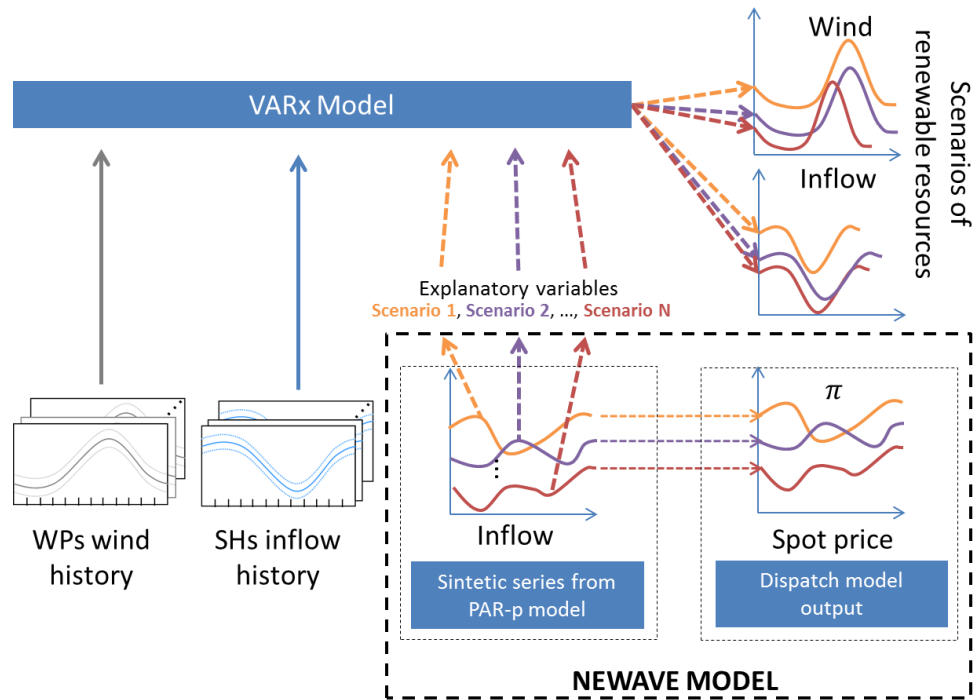 VARx Model
Wind
Inflow
Scenarios of
renewable resources
Explanatory variables
Scenario 1, Scenario 2, ..., Scenario N
WPs wind
history
SHs inflow
history
Inflow
Sintetic series from
PAR-p model
π
Spot price
Dispatch model
output
NEWAVE MODEL